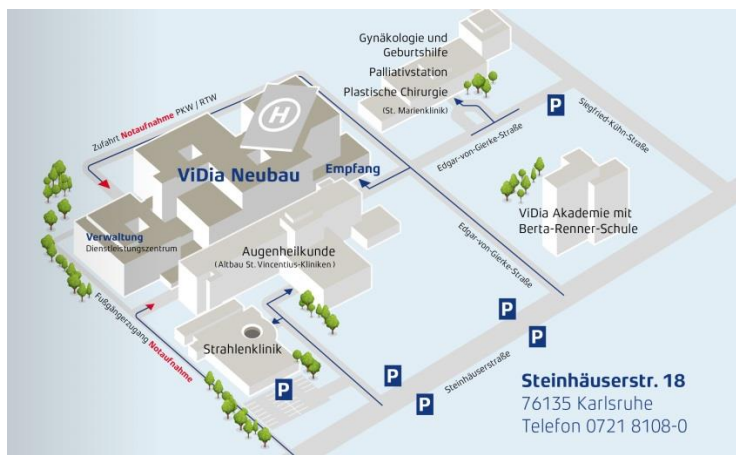 Gynäkologie und
Geburtshilfe
Palliativstation
Plastische Chirurgie
(St. Marienklinik)
P
Siegfried-Kühn-Straße
Edgar-von-Gierke-Straße
Zufahrt Notaufnahme PKW / RTW
H
ViDia Neubau
Empfang
ViDia Akademie mit
Berta-Renner-Schule
Verwaltung
Dienstleistungszentrum
Augenheilkunde
(Altbau St. Vincentius-Kliniken)
Edgar-von-Gierke-Straße
Fußgängerzugang Notaufnahme
Strahlenklinik
P
P
Steinhäuserstraße
P
P
P
Steinhäuserstr. 18
76135 Karlsruhe
Telefon 0721 8108-0